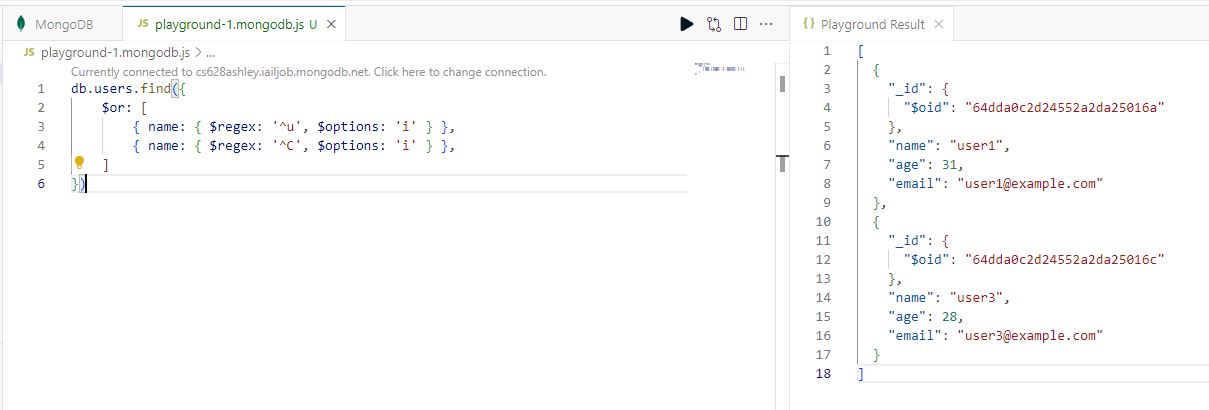 MongoDB
JS playground-1.mongodb.js U
JS playground-1.mongodb.js > ...
Currently connected to cs628ashley.iailjob.mongodb.net. Click here to change connection.
1 db.users.find({
2 $or: [
3 { name: { $regex: '^u', $options: 'i' } },
4 { name: { $regex: '^C', $options: 'i' } },
5 ]
6 })
{} Playground Result
1 [
2 {
3 "_id": {
4 "$oid": "64dda0c2d24552a2da25016a"
5 },
6 "name": "user1",
7 "age": 31,
8 "email": "user1@example.com"
9 },
10 {
11 "_id": {
12 "$oid": "64dda0c2d24552a2da25016c"
13 },
14 "name": "user3",
15 "age": 28,
16 "email": "user3@example.com"
17 }
18 ]